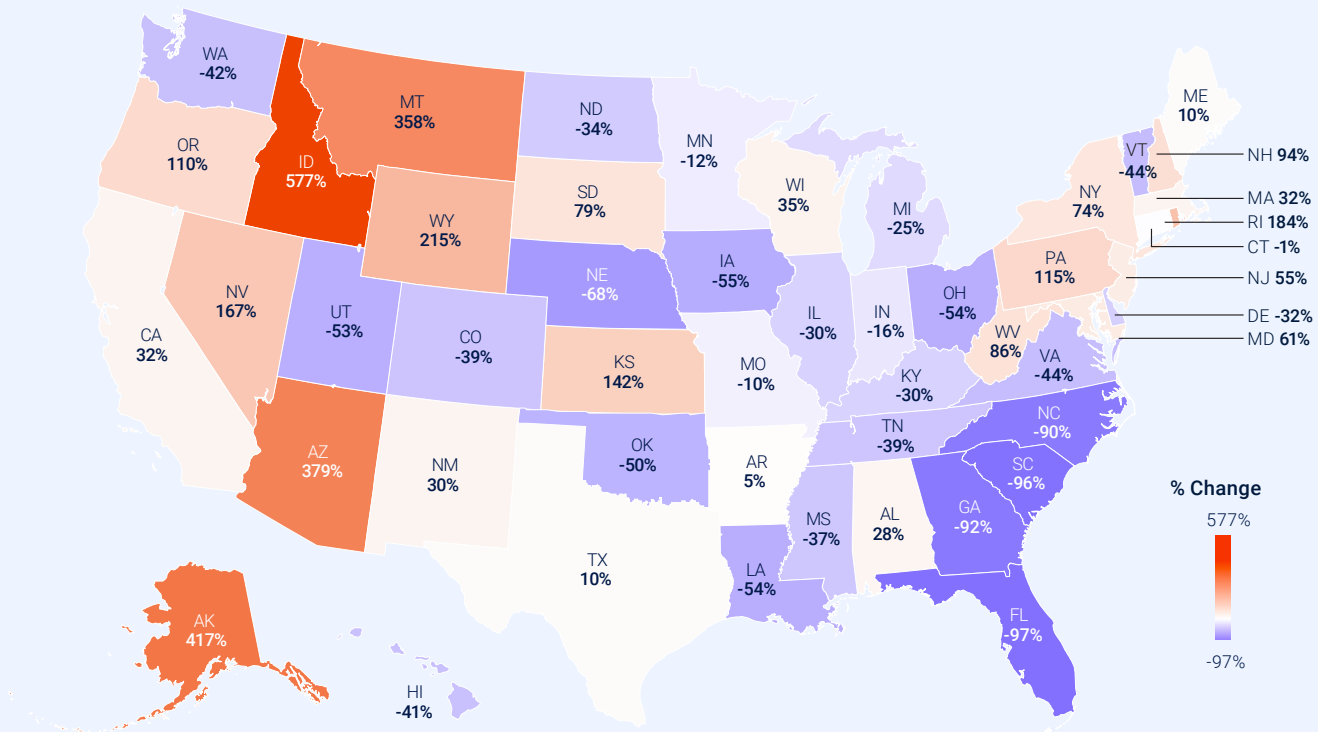 WA
-42%
OR
110%
ID
577%
MT
358%
ND
-34%
MN
-12%
SD
79%
WY
215%
WI
35%
MI
-25%
NE
-68%
IA
-55%
NV
167%
UT
-53%
CA
32%
CO
-39%
KS
142%
MO
-10%
IL
-30%
IN
-16%
OH
-54%
PA
115%
NY
74%
VT
-44%
ME
10%
NH 94%
MA 32%
RI 184%
CT -1%
NJ 55%
DE -32%
MD 61%
WV
86%
VA
-44%
KY
-30%
TN
-39%
NC
-90%
SC
-96%
GA
-92%
AL
28%
MS
-37%
AR
5%
OK
-50%
AZ
379%
NM
30%
TX
10%
LA
-54%
FL
-97%
AK
417%
HI
-41%
% Change
577%
-97%